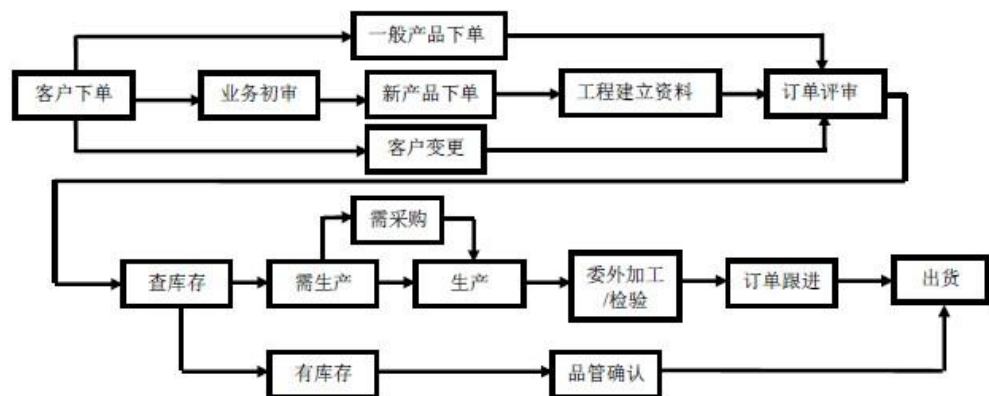 一般产品下单
客户下单
业务初审
新产品下单
工程建立资料
订单评审
客户变更
需采购
查库存
需生产
生产
委外加工
/检验
订单跟进
出货
有库存
品管确认